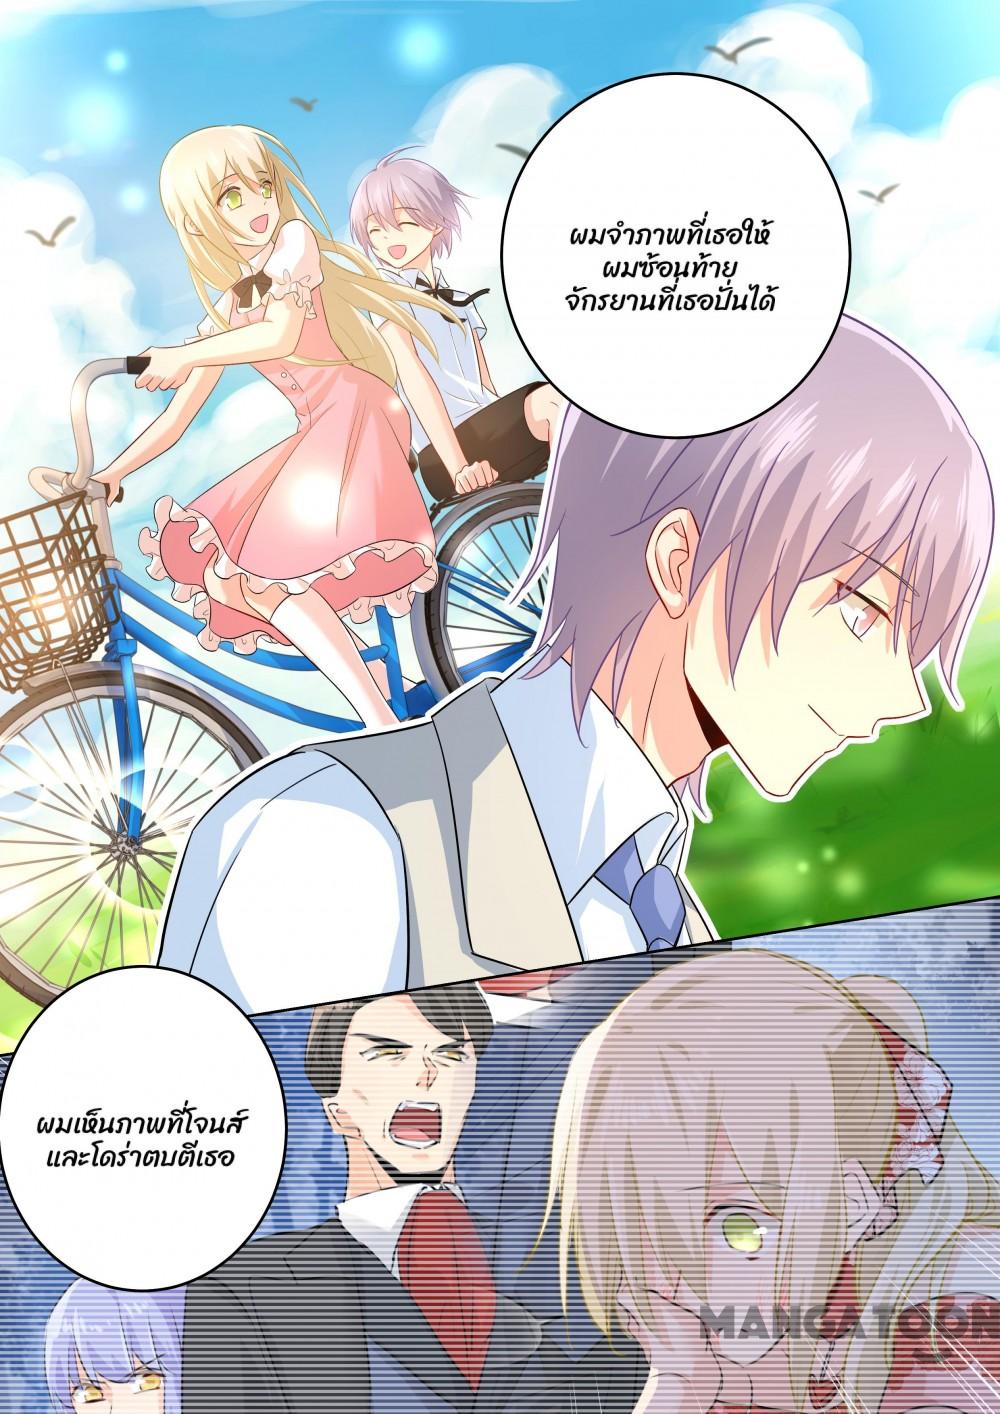 ผมจำภาพที่เธอให้
ผมซ้อนท้าย
จักรยานที่เธอปั่นได้
ผมเห็นภาพที่โจนส์
และโดร่าตบตีเธอ
MANGATOON